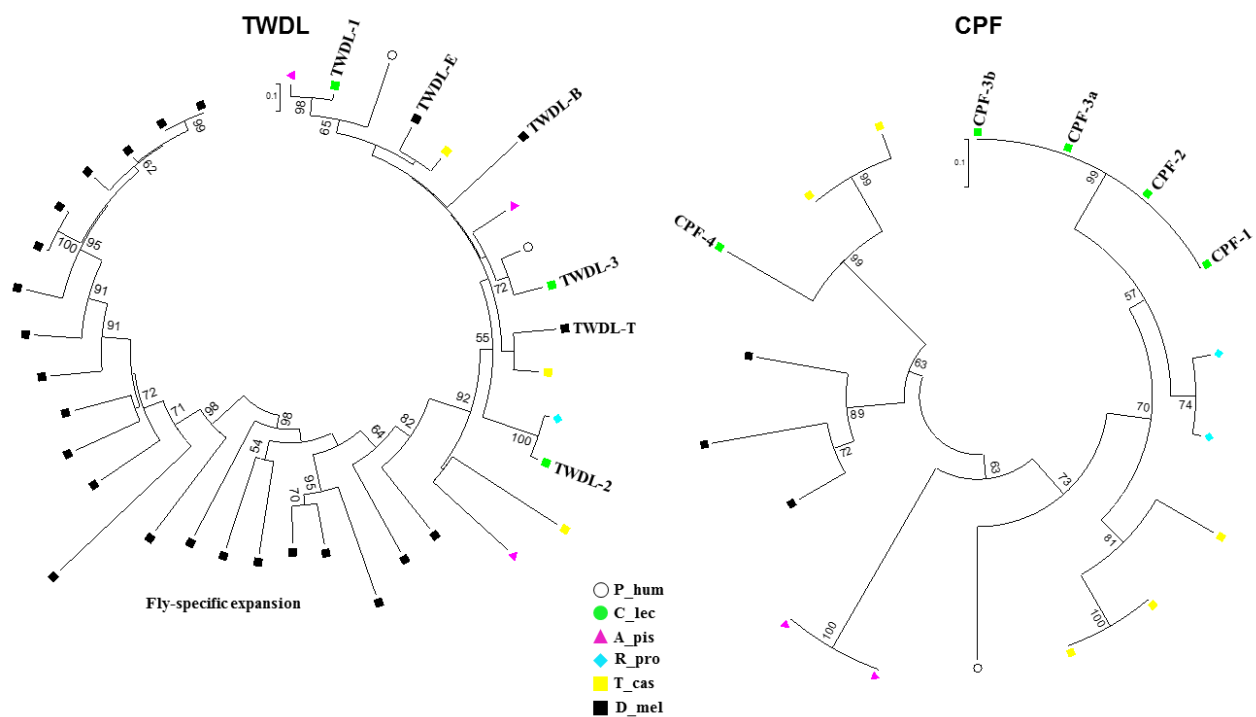 TWDL
CPF
TWDL-1
TWDL-E
TWDL-B
0.1
98
65
99
62
100
95
91
91
72
71
98
98
54
70
95
64
82
92
55
72
TWDL-3
TWDL-T
100
TWDL-2
Fly-specific expansion
CPF-3b
CPF-3a
CPF-2
CPF-1
0.1
99
99
CPF-4
99
57
63
74
70
89
72
63
73
81
100
100
P_hum
C_lec
A_pis
R_pro
T_cas
D_mel